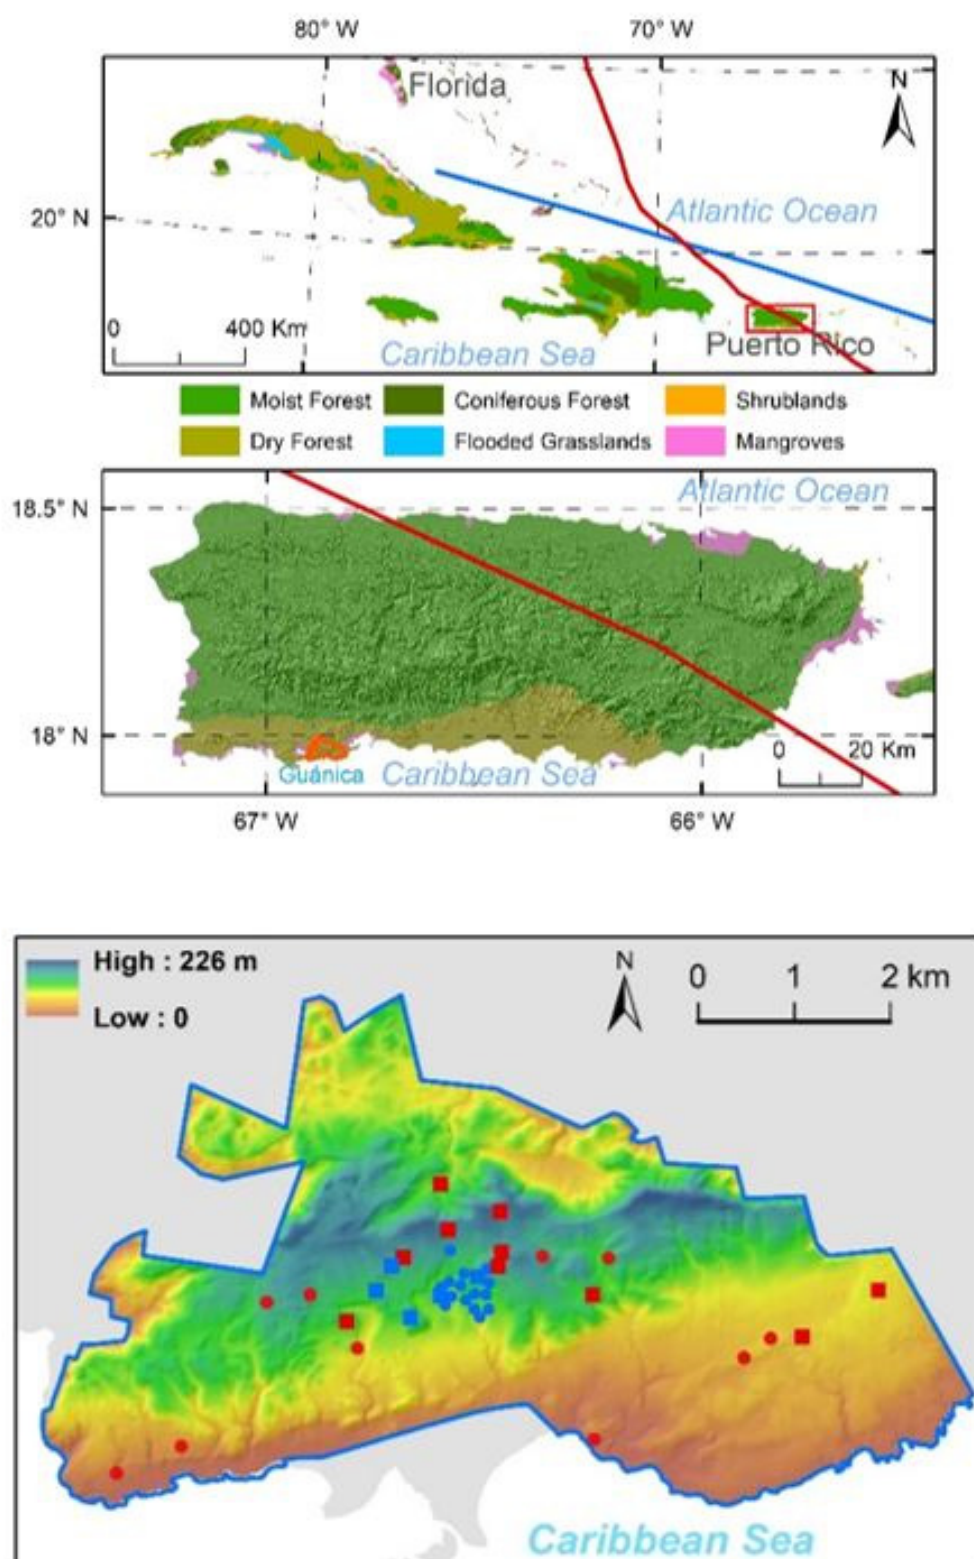 80° W 70° W
Florida
N
20° N
Atlantic Ocean
0 400 Km
Caribbean Sea
Puerto Rico
Moist Forest Coniferous Forest Shrublands
Dry Forest Flooded Grasslands Mangroves
Atlantic Ocean
18.5° N
18° N
0 20 Km
Guánica Caribbean Sea
67° W 66° W
High : 226 m
Low : 0
N
0 1 2 km
Caribbean Sea